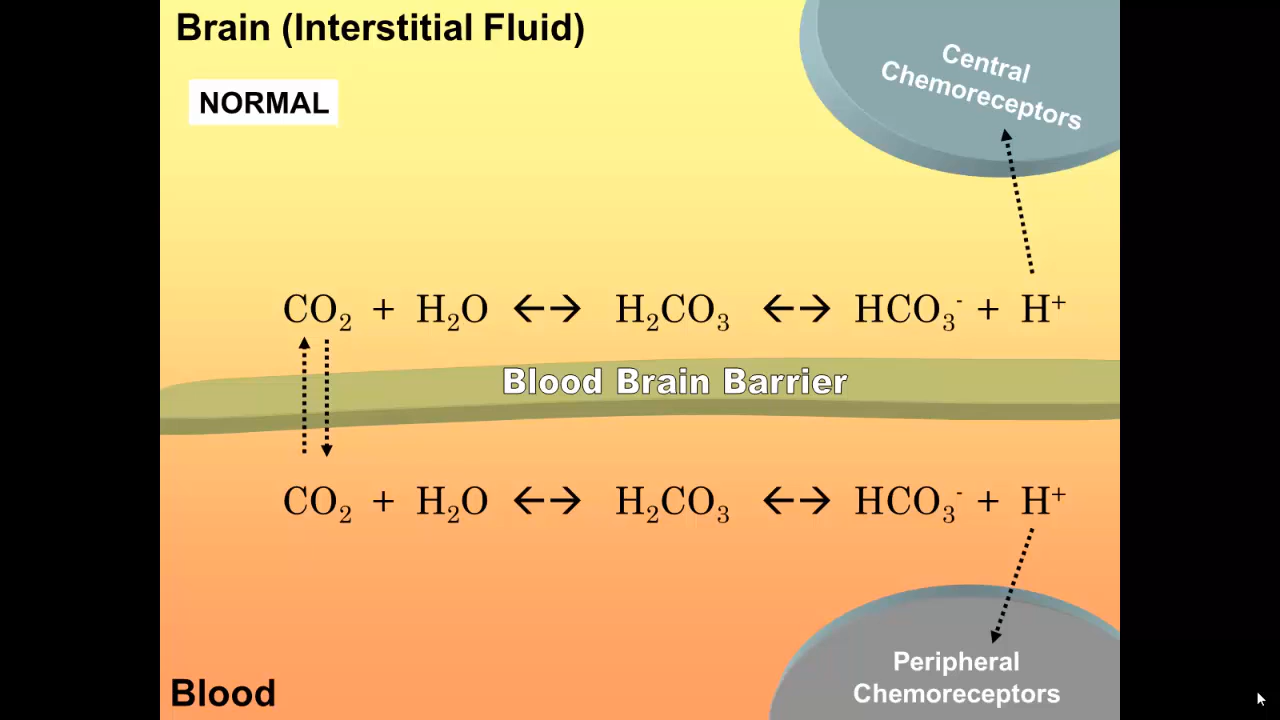 Brain (Interstitial Fluid)
NORMAL
Central
Chemoreceptors
CO₂ + H₂O ←→ H₂CO₃ ←→ HCO₃⁻ + H⁺
Blood Brain Barrier
CO₂ + H₂O ←→ H₂CO₃ ←→ HCO₃⁻ + H⁺
Peripheral
Chemoreceptors
Blood